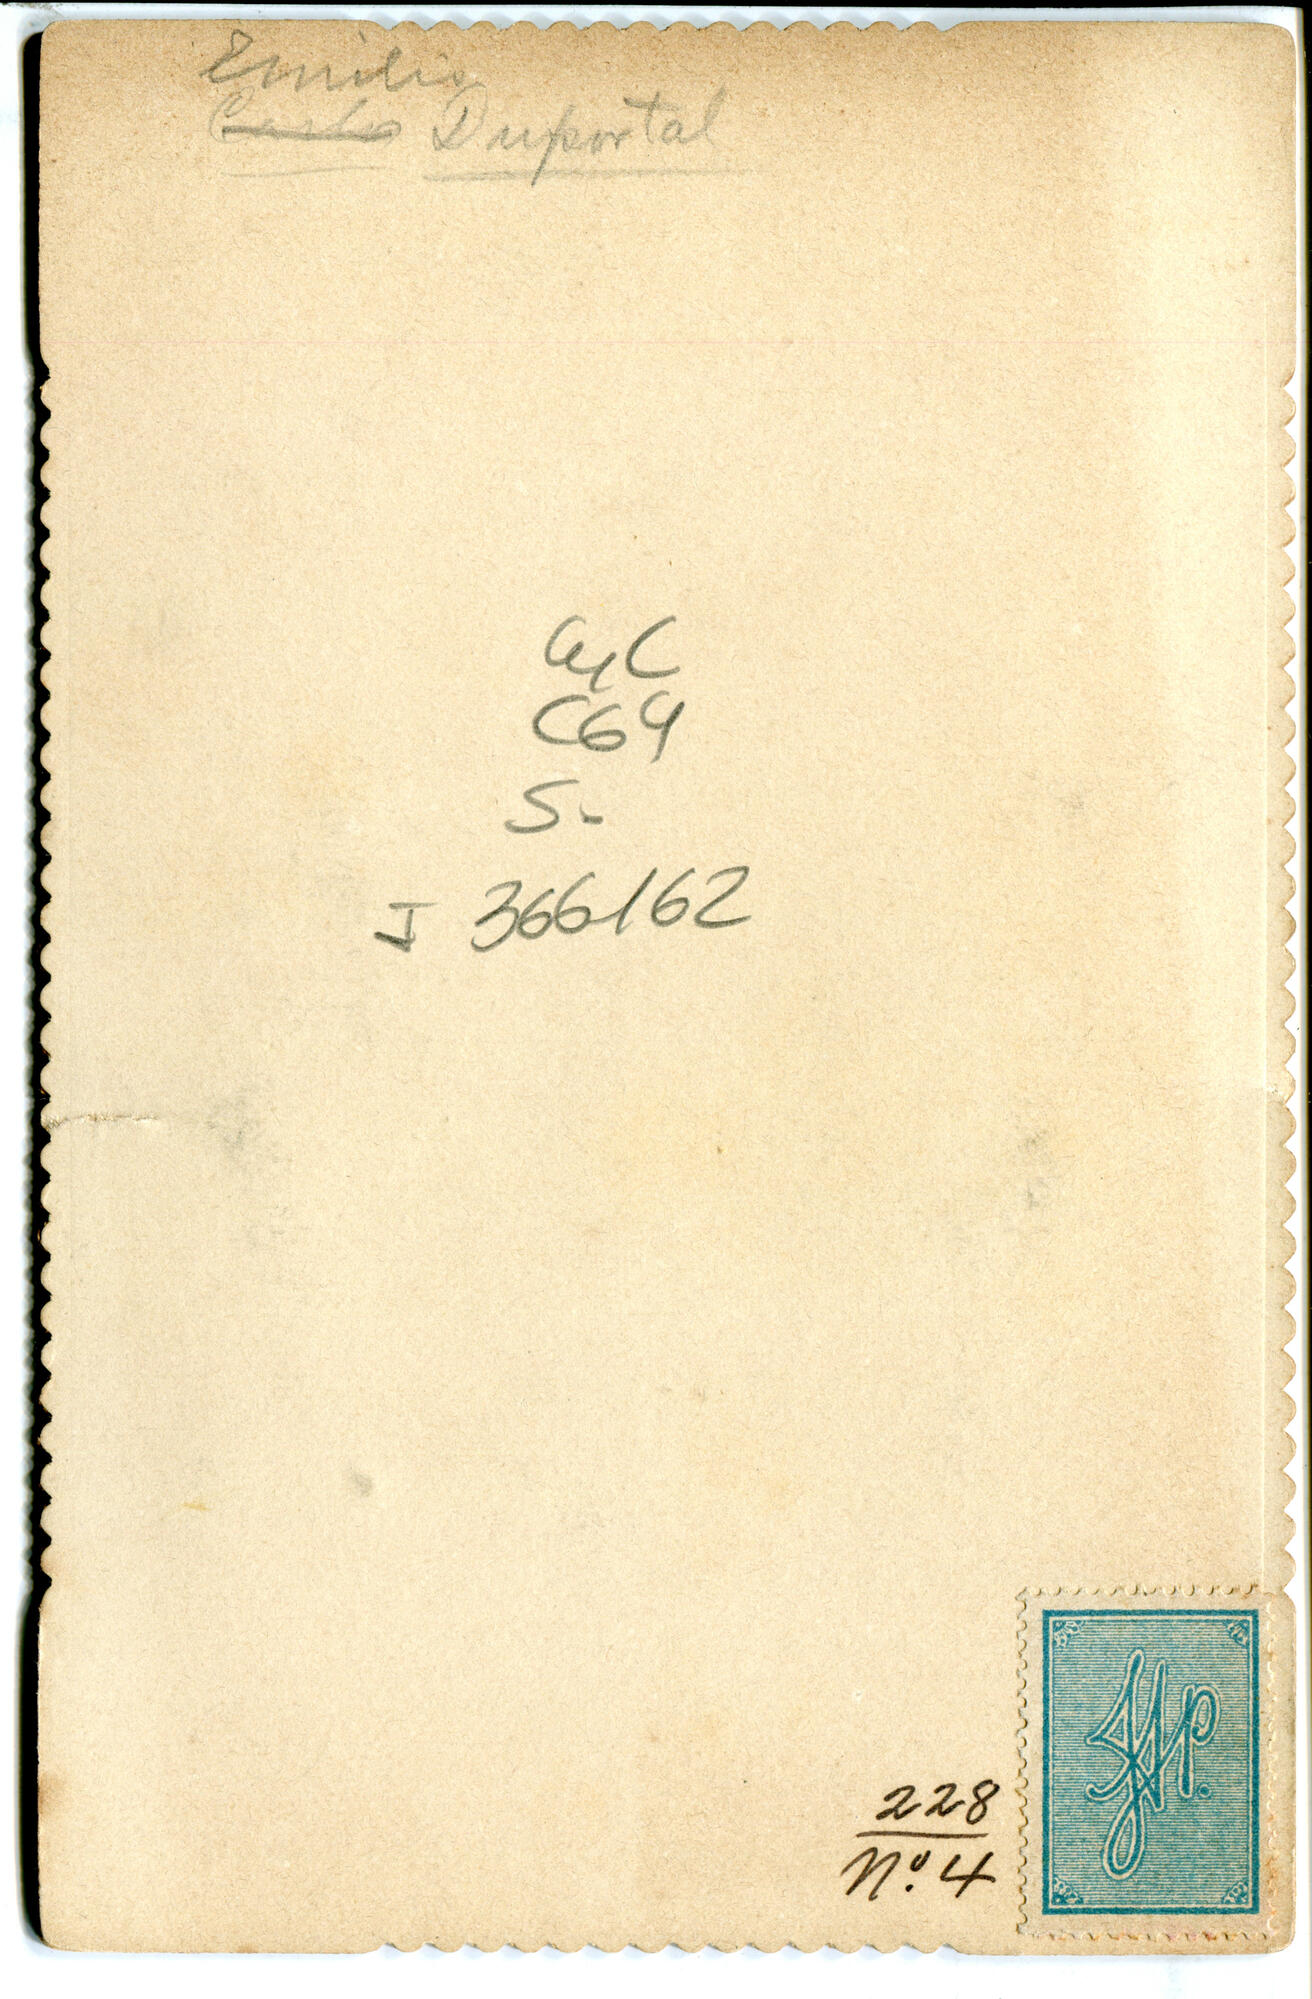 Emilio
Carlos Duportal
C64
S-
J 366162
228
Nº 4